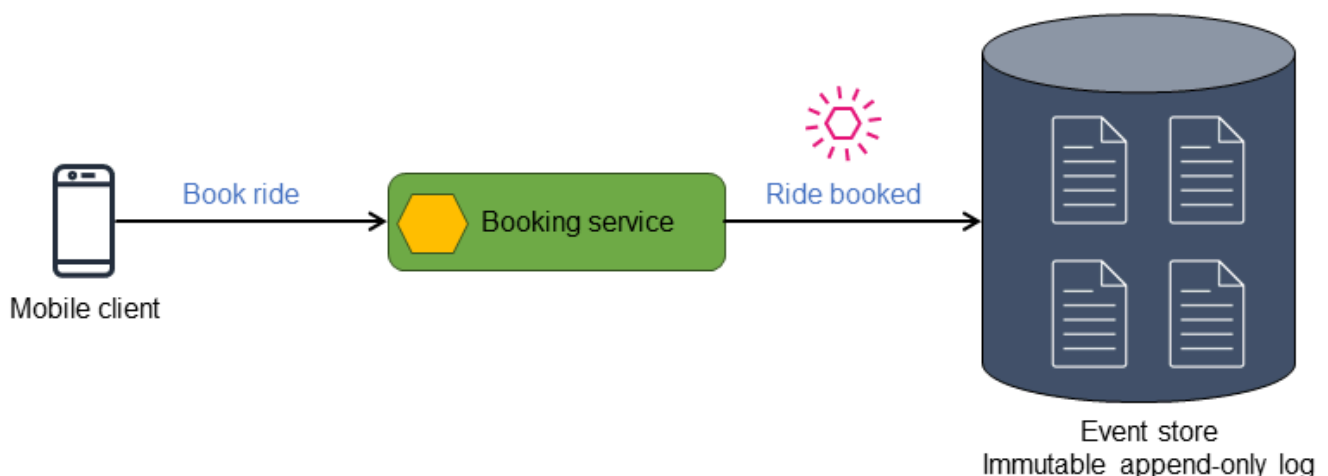 Book ride
Booking service
Ride booked
Mobile client
Event store
Immutable append-only log